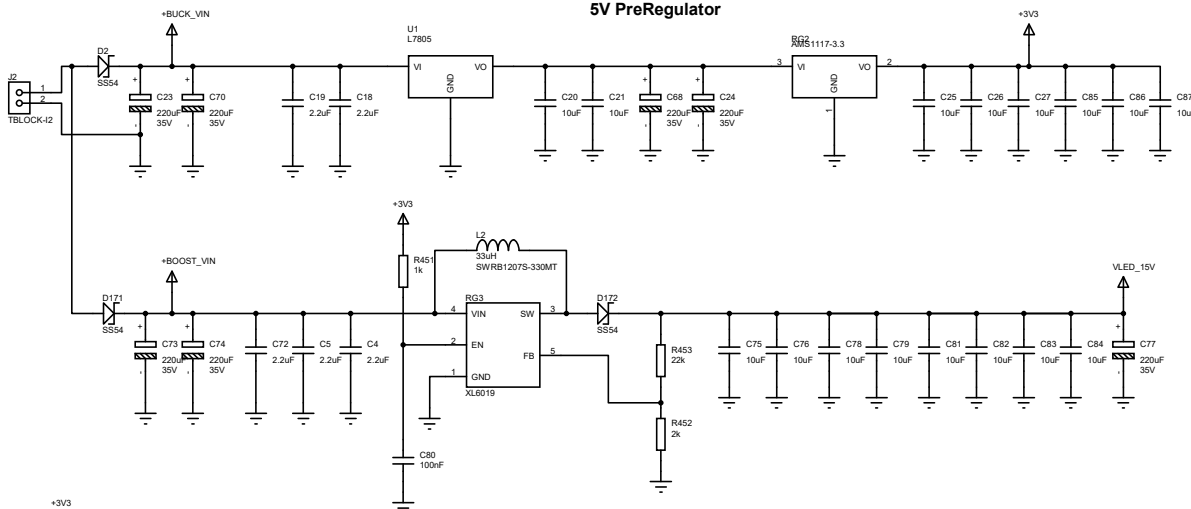 5V PreRegulator
+BUCK_VIN
+3V3
U1
L7805
RG2
AMS1117-3.3
D2
SS54
J2
1
2
TBLOCK-I2
VI
VO
GND
3
VI
VO
2
GND
1
+
C23
220uF
35V
-
+
C70
220uF
35V
-
C19
2.2uF
C18
2.2uF
C20
10uF
C21
10uF
+
C68
220uF
35V
-
+
C24
220uF
35V
-
C25
10uF
C26
10uF
C27
10uF
C85
10uF
C86
10uF
C87
10u
+3V3
R451
1k
L2
33uH
SWRB1207S-330MT
+BOOST_VIN
VLED_15V
D171
SS54
RG3
4
VIN
SW
3
2
EN
FB
5
1
GND
XL6019
D172
SS54
+
C73
220uF
35V
-
+
C74
220uF
35V
-
C72
2.2uF
C5
2.2uF
C4
2.2uF
R453
22k
R452
2k
C75
10uF
C76
10uF
C78
10uF
C79
10uF
C81
10uF
C82
10uF
C83
10uF
C84
10uF
+
C77
220uF
35V
-
C80
100nF
+3V3